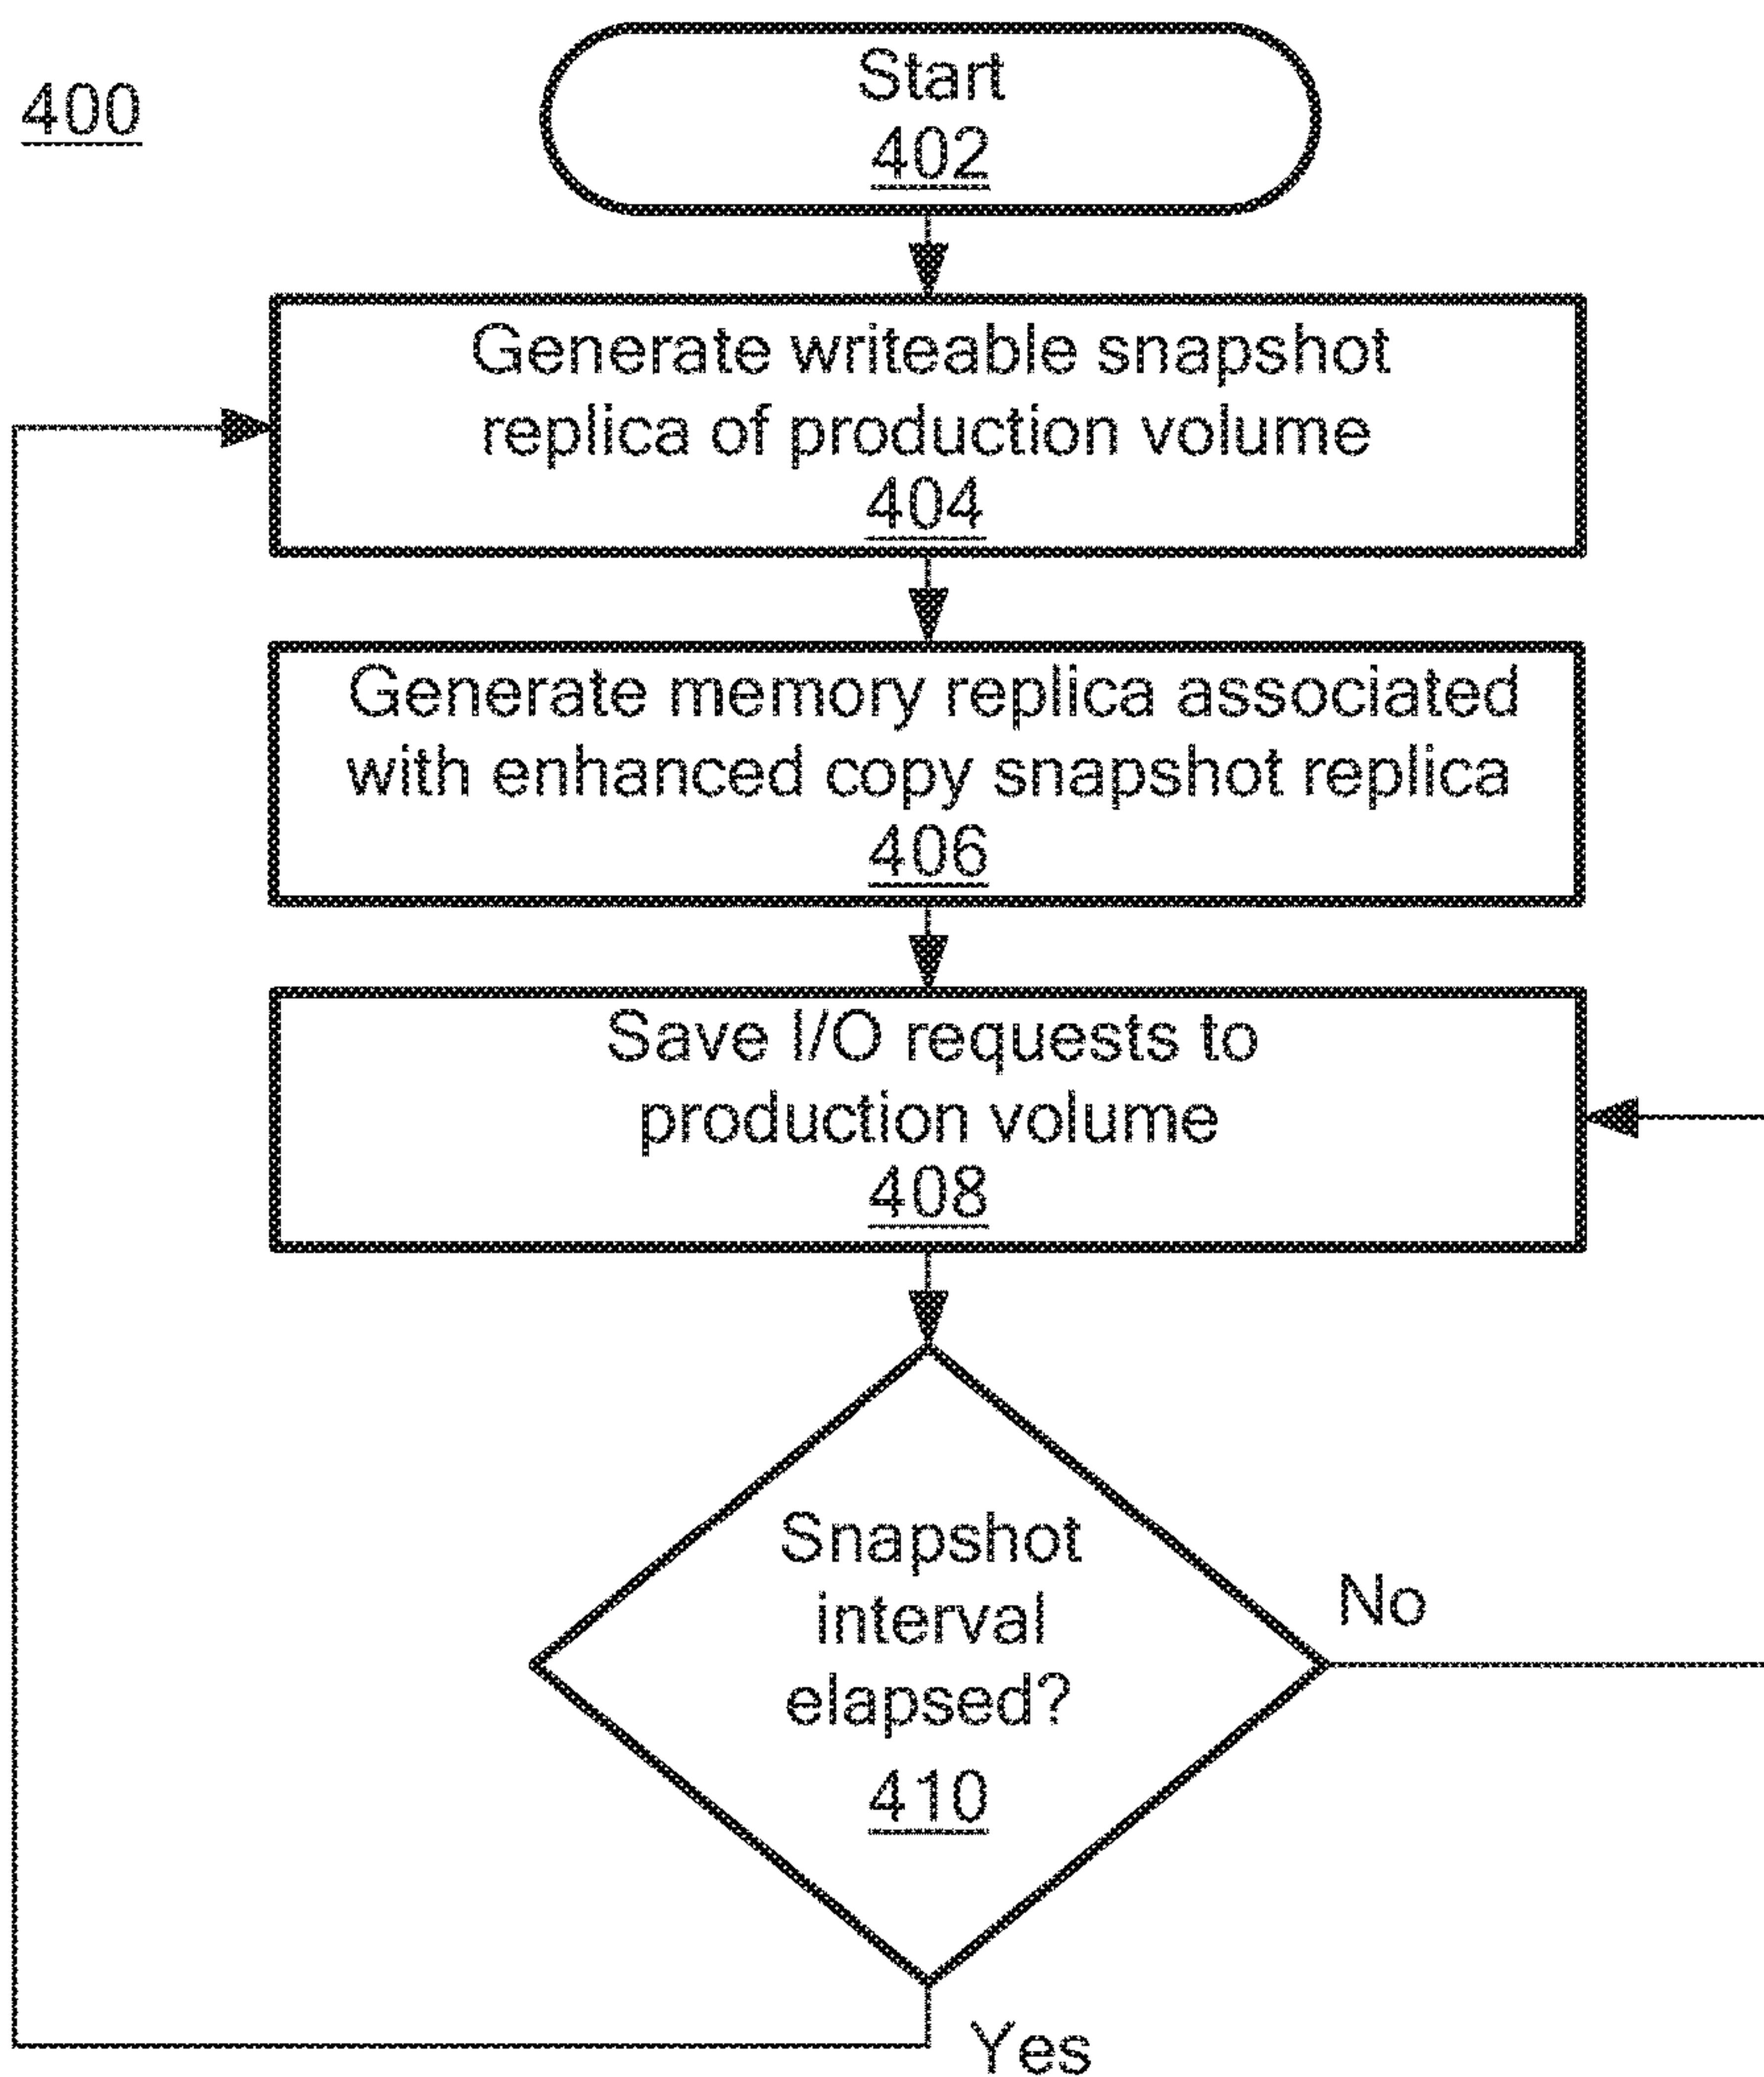 400
Start
402
Generate writeable snapshot
replica of production volume
404
Generate memory replica associated
with enhanced copy snapshot replica
406
Save I/O requests to
production volume
408
Snapshot
interval
elapsed?
410
No
Yes